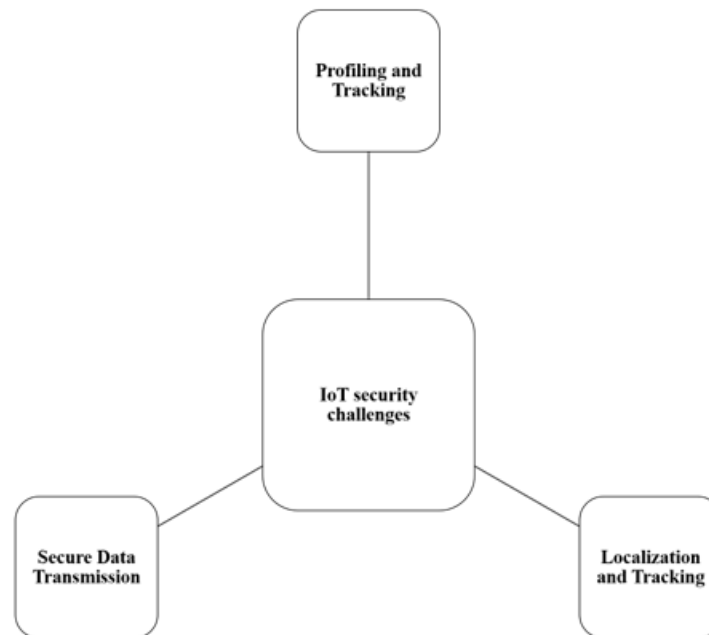 Profiling and
Tracking
IoT security
challenges
Secure Data
Transmission
Localization
and Tracking